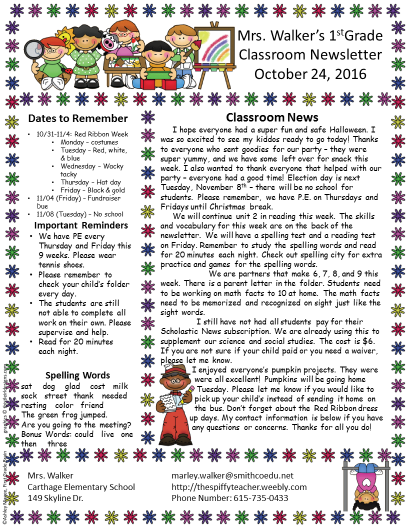 Mrs. Walker's 1stGrade
Classroom Newsletter
October 24, 2016
Dates to Remember
• 10/31-11/4: Red Ribbon Week
• Monday – costumes
• Tuesday – Red, white,
& blue
• Wednesday – Wacky
tacky
• Thursday – Hat day
• Friday – Black & gold
• 11/04 (Friday) – Fundraiser
Due
• 11/08 (Tuesday) – No school
Important Reminders
• We have PE every
Thursday and Friday this
9 weeks. Please wear
tennis shoes.
• Please remember to
check your child's folder
every day.
• The students are still
not able to complete all
work on their own. Please
supervise and help.
• Read for 20 minutes
each night.
Spelling Words
sat dog glad cost milk
sock street thank needed
resting color friend
The green frog jumped.
Are you going to the meeting?
Bonus Words: could live one
then three
Classroom News
I hope everyone had a super fun and safe Halloween. I
was so excited to see my kiddos ready to go today! Thanks
to everyone who sent goodies for our party – they were
super yummy, and we have some left over for snack this
week. I also wanted to thank everyone that helped with our
party – everyone had a good time! Election day is next
Tuesday, November 8th – there will be no school for
students. Please remember, we have P.E. on Thursdays and
Fridays until Christmas break.
We will continue unit 2 in reading this week. The skills
and vocabulary for this week are on the back of the
newsletter. We will have a spelling test and a reading test
on Friday. Remember to study the spelling words and read
for 20 minutes each night. Check out spelling city for extra
practice and games for the spelling words.
We are partners that make 6, 7, 8, and 9 this
week. There is a parent letter in the folder. Students need
to be working on math facts to 10 at home. The math facts
need to be memorized and recognized on sight just like the
sight words.
I still have not had all students pay for their
Scholastic News subscription. We are already using this to
supplement our science and social studies. The cost is $6.
If you are not sure if your child paid or you need a waiver,
please let me know.
I enjoyed everyone's pumpkin projects. They were
were all excellent! Pumpkins will be going home
Tuesday. Please let me know if you would like to
pick up your child's instead of sending it home on
the bus. Don't forget about the Red Ribbon dress
up days. My contact information is below if you have
any questions or concerns. Thanks for all you do!
Mrs. Walker
Carthage Elementary School
149 Skyline Dr.
marley.walker@smithcoedu.net
http://thespiffyteacher.weebly.com
Phone Number: 615-735-0433